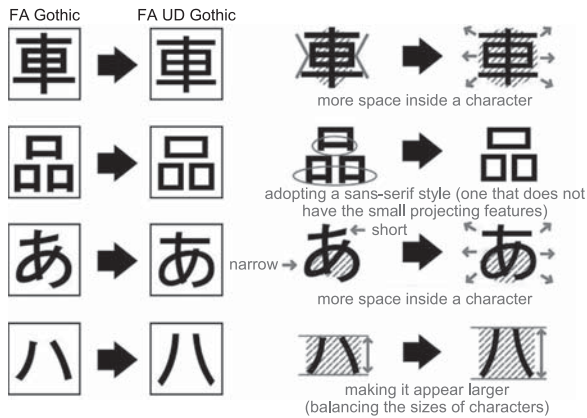 FA Gothic FA UD Gothic
車 車 車 車
more space inside a character
品 品 品 品
adopting a sans-serif style (one that does not
have the small projecting features)
あ あ あ short あ
narrow
more space inside a character
ハ ハ ハ ハ
making it appear larger
(balancing the sizes of characters)